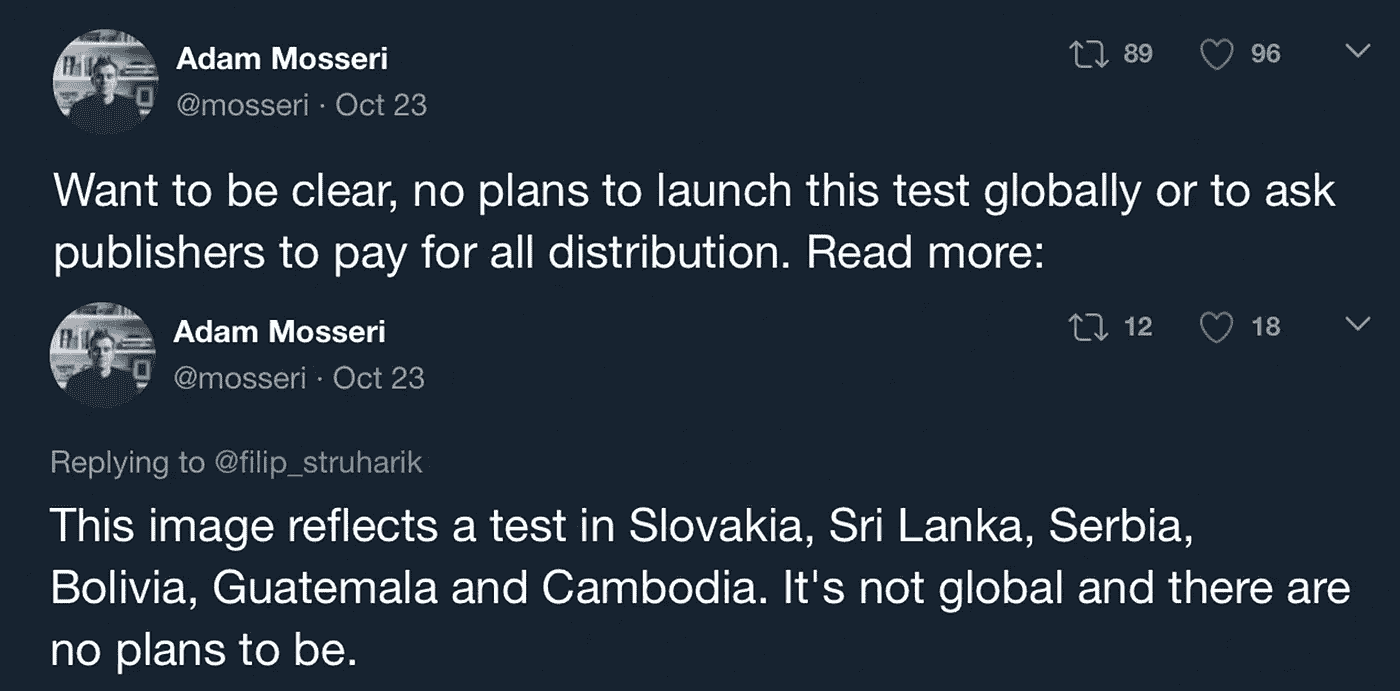 Adam Mosseri
89 96
@mosseri · Oct 23
Want to be clear, no plans to launch this test globally or to ask
publishers to pay for all distribution. Read more:
Adam Mosseri
12 18
@mosseri · Oct 23
Replying to @filip_struharik
This image reflects a test in Slovakia, Sri Lanka, Serbia,
Bolivia, Guatemala and Cambodia. It's not global and there are
no plans to be.